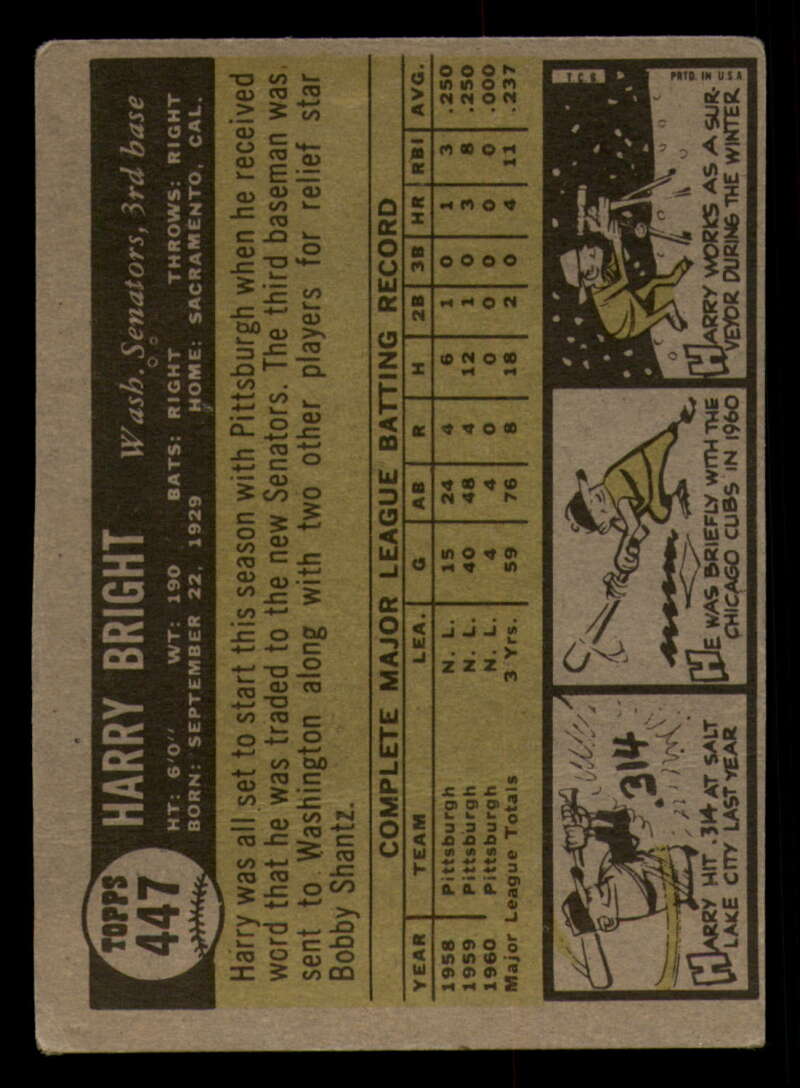 TOPPS
447
HARRY BRIGHT
Wash. Senators, 3rd base
HT: 6'0" WT: 190 BATS: RIGHT THROWS: RIGHT
BORN: SEPTEMBER 22, 1929 HOME: SACRAMENTO, CAL.
Harry was all set to start this season with Pittsburgh when he received
word that he was traded to the new Senators. The third baseman was
sent to Washington along with two other players for relief star
Bobby Shantz.
COMPLETE MAJOR LEAGUE BATTING RECORD
YEAR TEAM LEA. G AB R H 2B 3B HR RBI AVG.
1958 Pittsburgh N. L. 15 24 4 6 1 0 1 3 .250
1959 Pittsburgh N. L. 40 48 4 12 1 0 3 8 .250
1960 Pittsburgh N. L. 4 4 0 0 0 0 0 0 .000
Major League Totals 3 Yrs. 59 76 8 18 2 0 4 11 .237
.314
HARRY HIT .314 AT SALT
LAKE CITY LAST YEAR
HE WAS BRIEFLY WITH THE
CHICAGO CUBS IN 1960
T. C. G.
PRTD. IN U.S.A.
HARRY WORKS AS A SUR-
VEYOR DURING THE WINTER